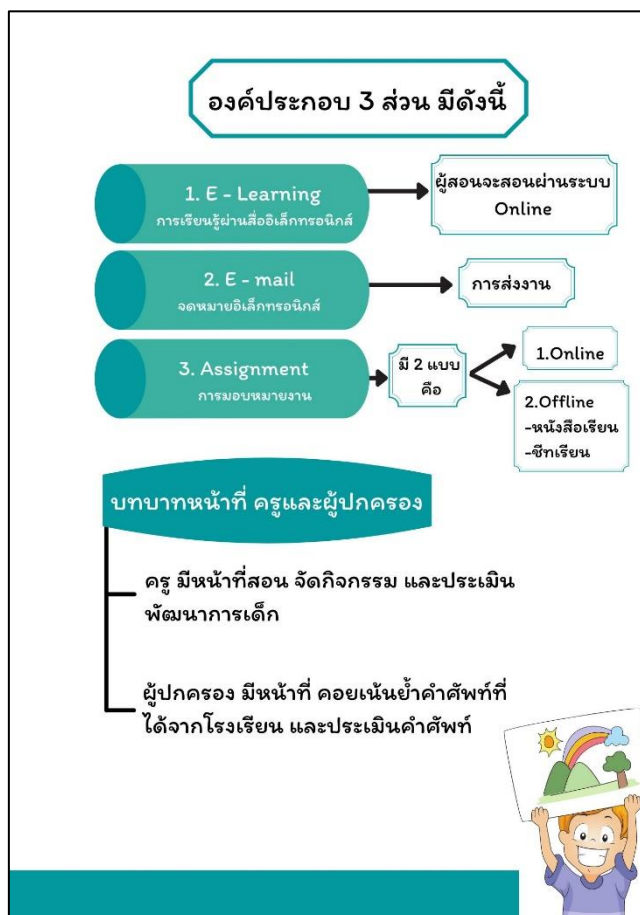 องค์ประกอบ 3 ส่วน มีดังนี้
1. E - Learning
การเรียนรู้ผ่านสื่ออิเล็กทรอนิกส์
ผู้สอนจะสอนผ่านระบบ
Online
2. E - mail
จดหมายอิเล็กทรอนิกส์
การส่งงาน
3. Assignment
การมอบหมายงาน
มี 2 แบบ
คือ
1.Online
2.Offline
-หนังสือเรียน
-ชีทเรียน
บทบาทหน้าที่ ครูและผู้ปกครอง
ครู มีหน้าที่สอน จัดกิจกรรม และประเมิน
พัฒนาการเด็ก
ผู้ปกครอง มีหน้าที่ คอยเน้นย้ำคำศัพท์ที่
ได้จากโรงเรียน และประเมินคำศัพท์